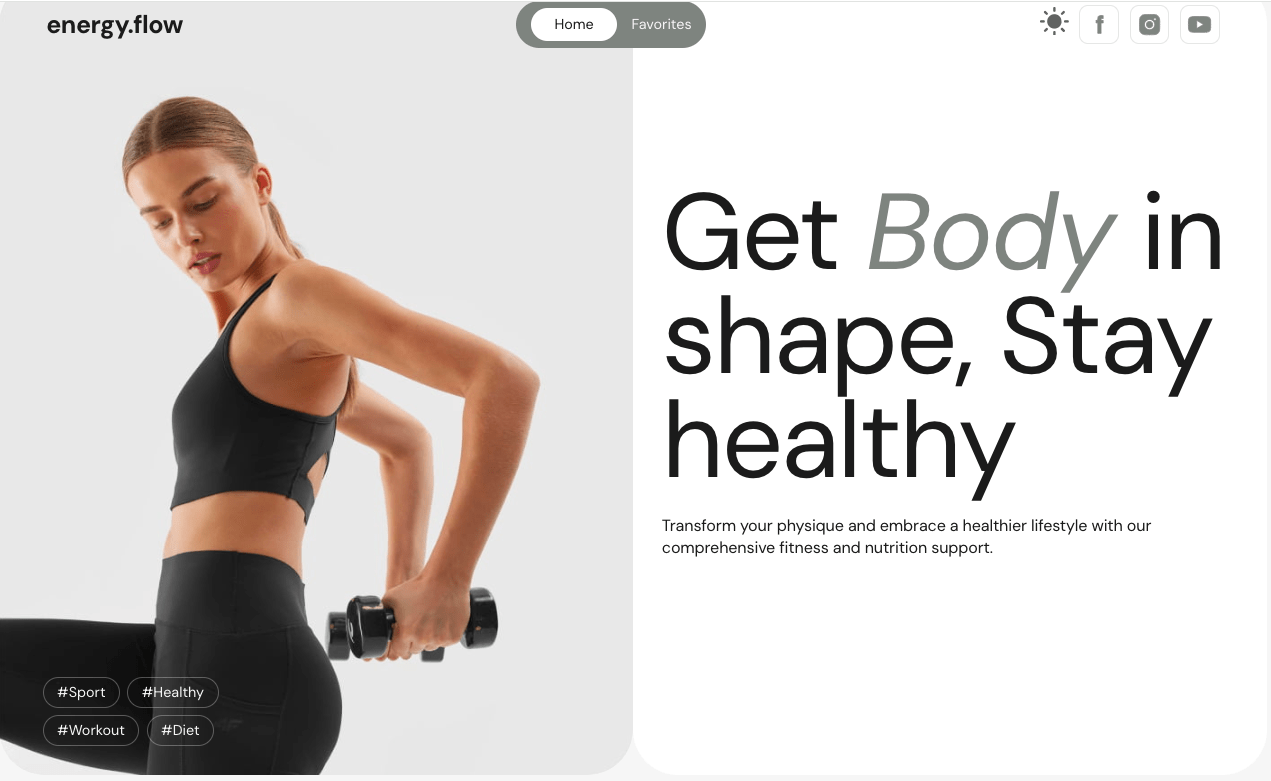 energy.flow
Home
Favorites
Get Body in
shape, Stay
healthy
Transform your physique and embrace a healthier lifestyle with our
comprehensive fitness and nutrition support.
#Sport
#Healthy
#Workout
#Diet